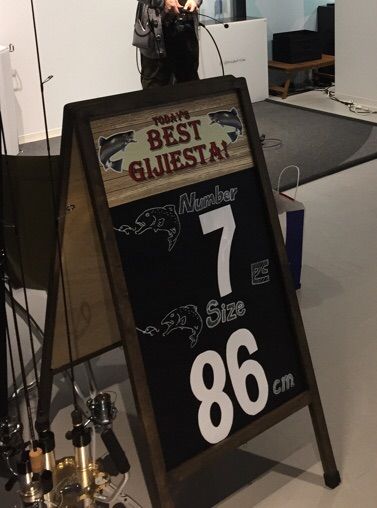 TODAY'S
BEST
GIJIESTA!
Number
7
匹
Size
86
cm